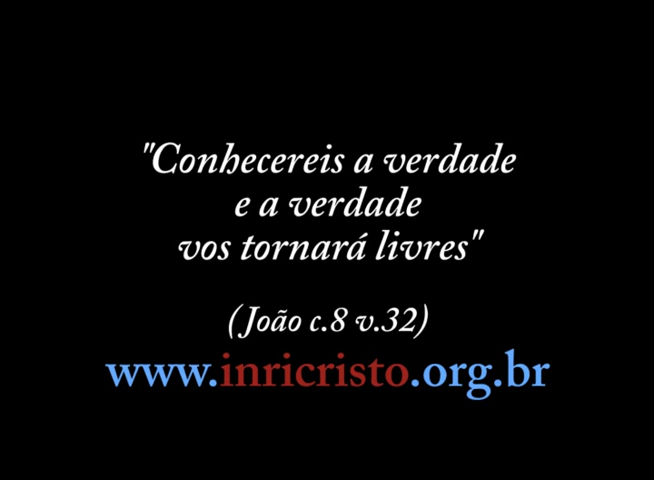 "Conhecereis a verdade
e a verdade
vos tornará livres"
(João c.8 v.32)
www.inricristo.org.br